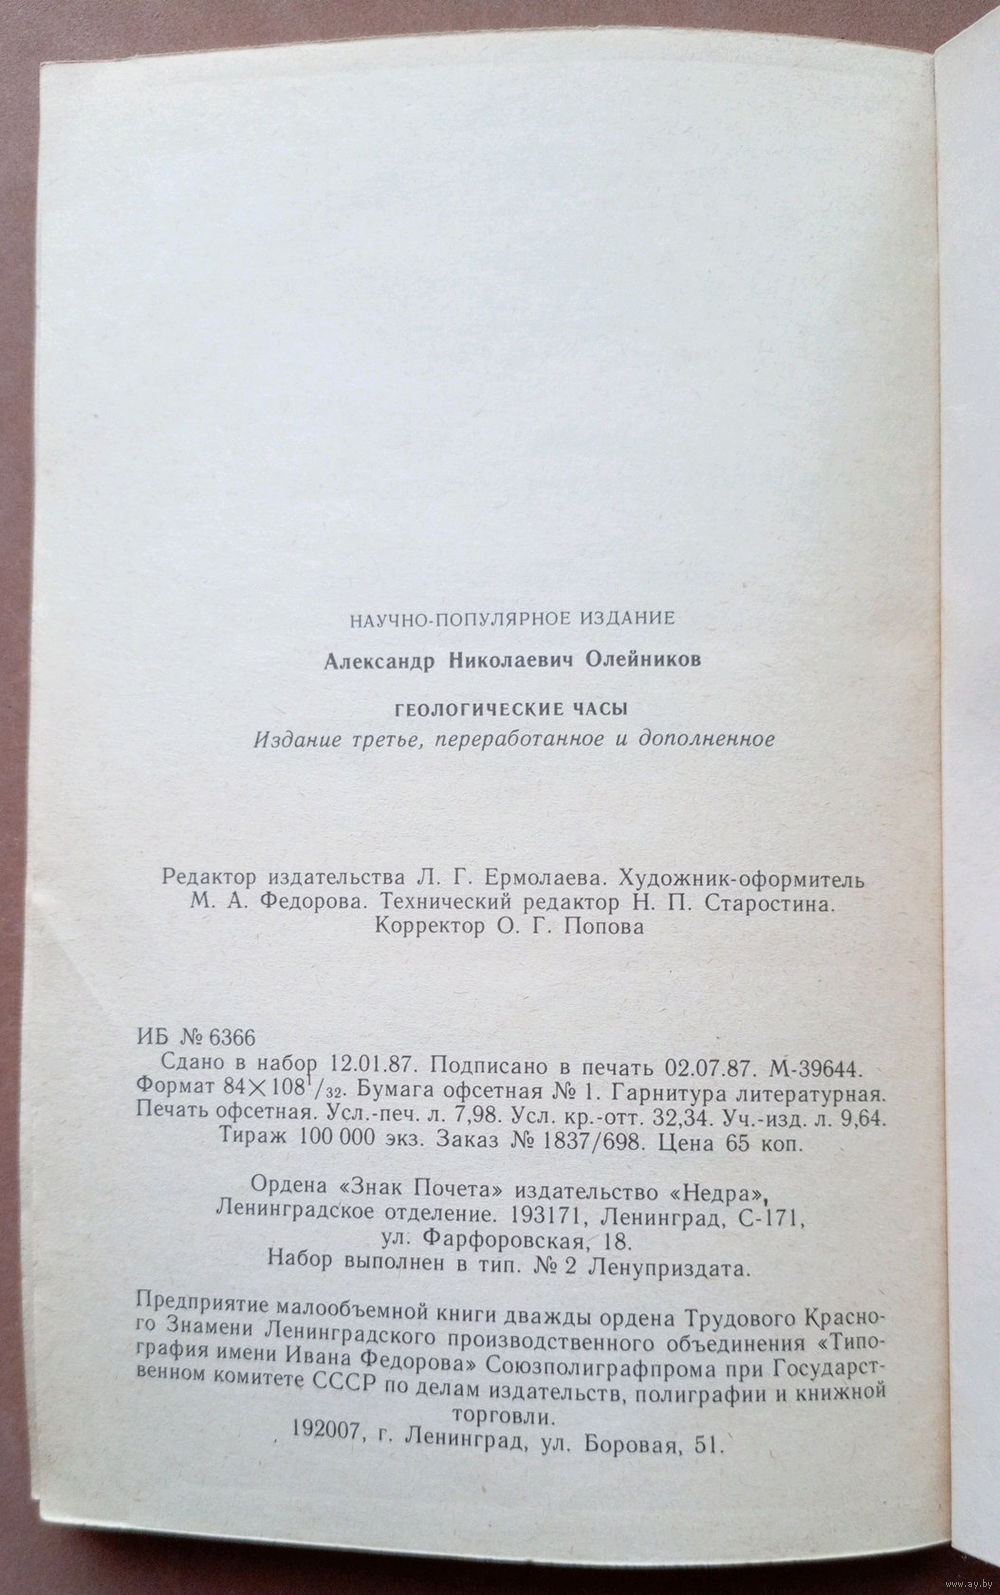 НАУЧНО-ПОПУЛЯРНОЕ ИЗДАНИЕ
Александр Николаевич Олейников
ГЕОЛОГИЧЕСКИЕ ЧАСЫ
Издание третье, переработанное и дополненное
Редактор издательства Л. Г. Ермолаева. Художник-оформитель
М. А. Федорова. Технический редактор Н. П. Старостина.
Корректор О. Г. Попова
ИБ № 6366
Сдано в набор 12.01.87. Подписано в печать 02.07.87. М-39644.
Формат 84×108¹/₃₂. Бумага офсетная № 1. Гарнитура литературная.
Печать офсетная. Усл.-печ. л. 7,98. Усл. кр.-отт. 32,34. Уч.-изд. л. 9,64.
Тираж 100 000 экз. Заказ № 1837/698. Цена 65 коп.
Ордена «Знак Почета» издательство «Недра»,
Ленинградское отделение. 193171, Ленинград, С-171,
ул. Фарфоровская, 18.
Набор выполнен в тип. № 2 Ленуприздата.
Предприятие малообъемной книги дважды ордена Трудового Красно-
го Знамени Ленинградского производственного объединения «Типо-
графия имени Ивана Федорова» Союзполиграфпрома при Государст-
венном комитете СССР по делам издательств, полиграфии и книжной
торговли.
192007, г. Ленинград, ул. Боровая, 51.
www.ay.by